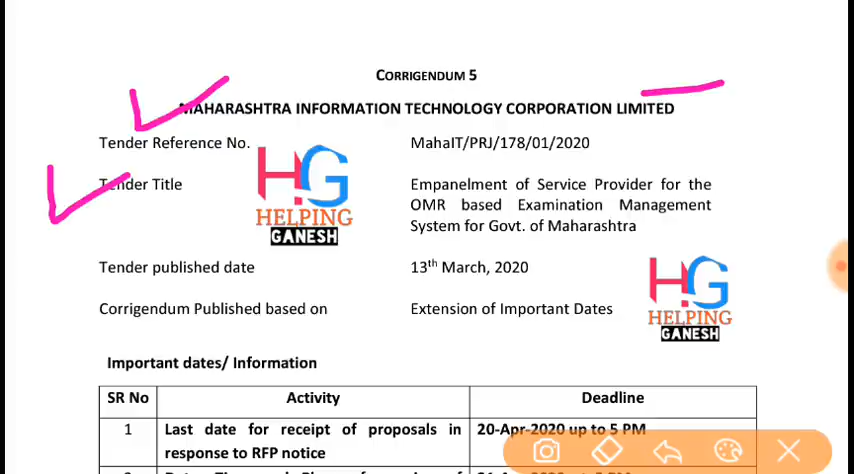 CORRIGENDUM 5
MAHARASHTRA INFORMATION TECHNOLOGY CORPORATION LIMITED
Tender Reference No. MahaIT/PRJ/178/01/2020
Tender Title Empanelment of Service Provider for the
OMR based Examination Management
System for Govt. of Maharashtra
HG
HELPING
GANESH
Tender published date 13th March, 2020
Corrigendum Published based on Extension of Important Dates
HG
HELPING
GANESH
Important dates/ Information
SR No Activity Deadline
1 Last date for receipt of proposals in 20-Apr-2020 up to 5 PM
response to RFP notice